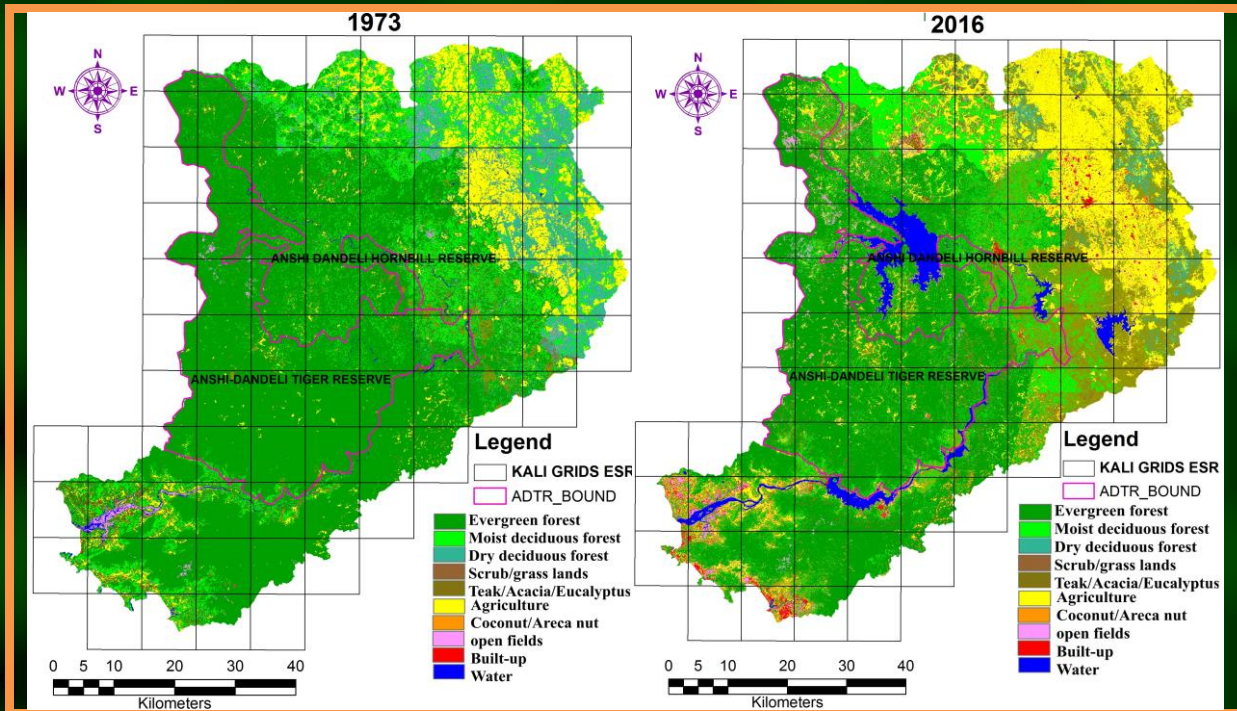 1973
N
W E
S
ANSHI DANDELI HORNBILL RESERVE
ANSHI-DANDELI TIGER RESERVE
Legend
KALI GRIDS ESR
ADTR_BOUND
Evergreen forest
Moist deciduous forest
Dry deciduous forest
Scrub/grass lands
Teak/Acacia/Eucalyptus
Agriculture
Coconut/Areca nut
open fields
Built-up
Water
0 5 10 20 30 40
Kilometers
2016
N
W E
S
ANSHI DANDELI HORNBILL RESERVE
ANSHI-DANDELI TIGER RESERVE
Legend
KALI GRIDS ESR
ADTR_BOUND
Evergreen forest
Moist deciduous forest
Dry deciduous forest
Scrub/grass lands
Teak/Acacia/Eucalyptus
Agriculture
Coconut/Areca nut
open fields
Built-up
Water
0 5 10 20 30 40
Kilometers